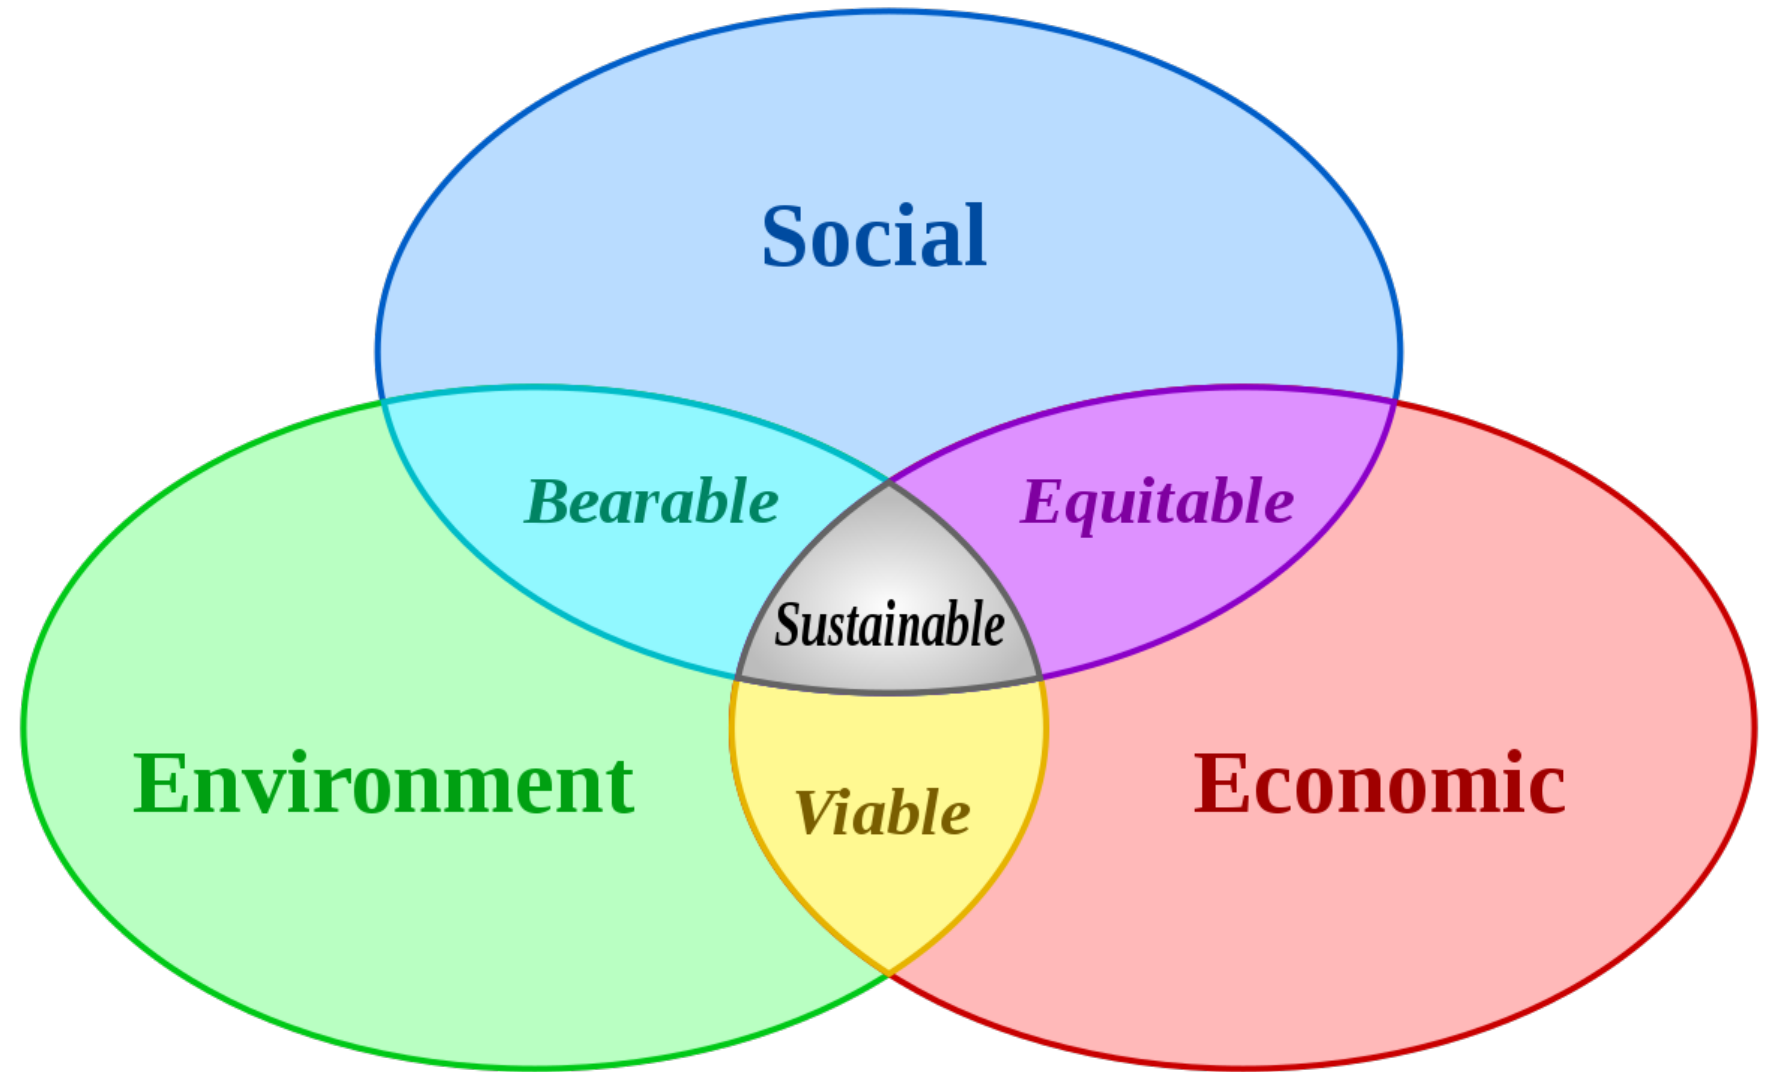 Social
Bearable
Equitable
Sustainable
Environment
Economic
Viable